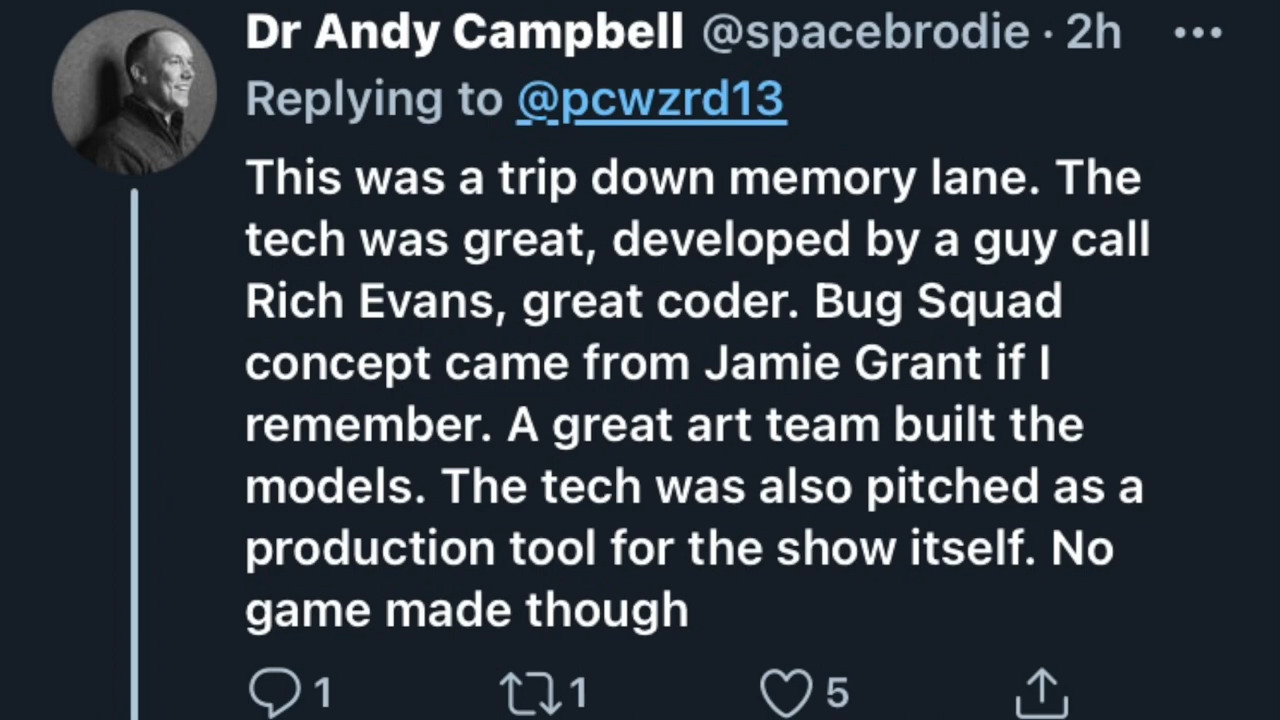 Dr Andy Campbell @spacebrodie · 2h
Replying to @pcwzrd13
This was a trip down memory lane. The
tech was great, developed by a guy call
Rich Evans, great coder. Bug Squad
concept came from Jamie Grant if I
remember. A great art team built the
models. The tech was also pitched as a
production tool for the show itself. No
game made though
1 1 5